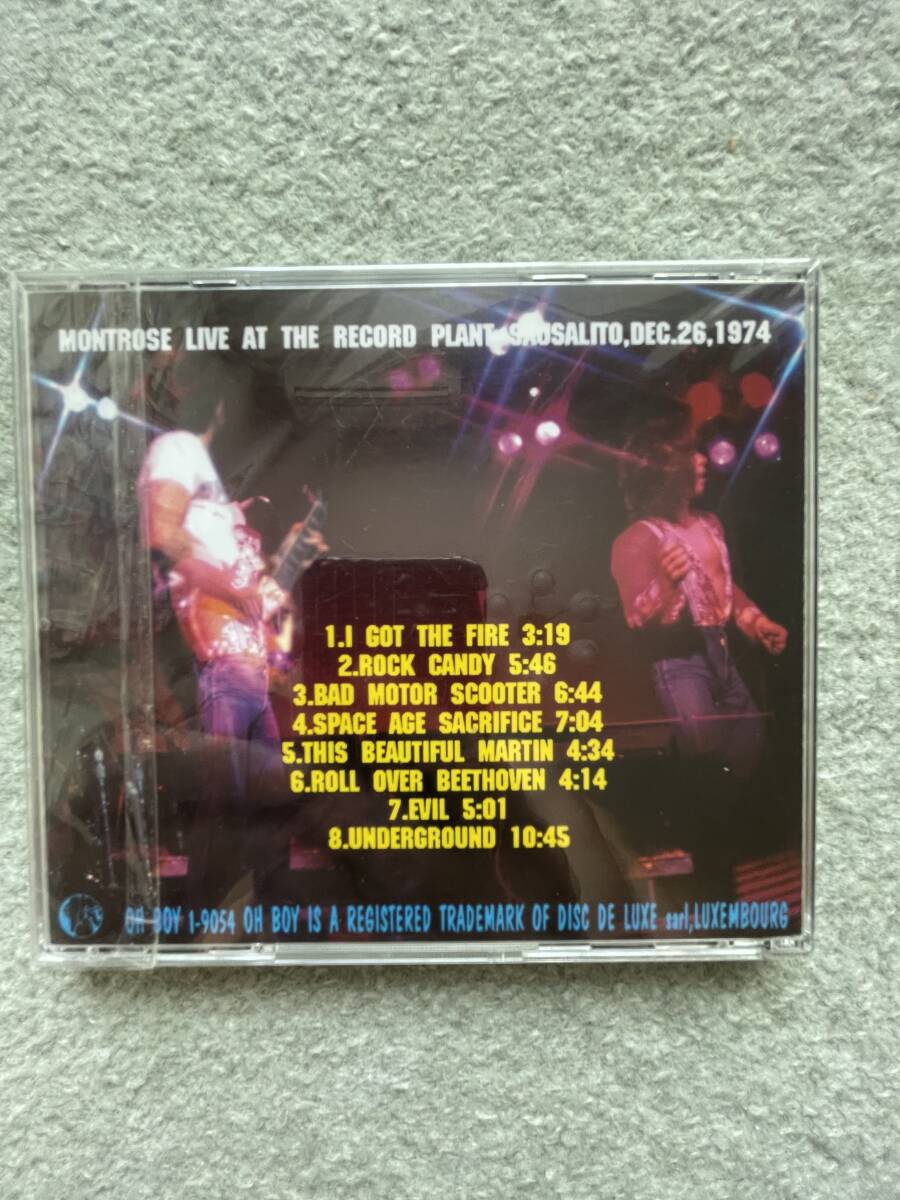 MONTROSE LIVE AT THE RECORD PLANT, SAUSALITO,DEC.26,1974
1.I GOT THE FIRE 3:19
2.ROCK CANDY 5:46
3.BAD MOTOR SCOOTER 6:44
4.SPACE AGE SACRIFICE 7:04
5.THIS BEAUTIFUL MARTIN 4:34
6.ROLL OVER BEETHOVEN 4:14
7.EVIL 5:01
8.UNDERGROUND 10:45
OH BOY 1-9054 OH BOY IS A REGISTERED TRADEMARK OF DISC DE LUXE sarl,LUXEMBOURG